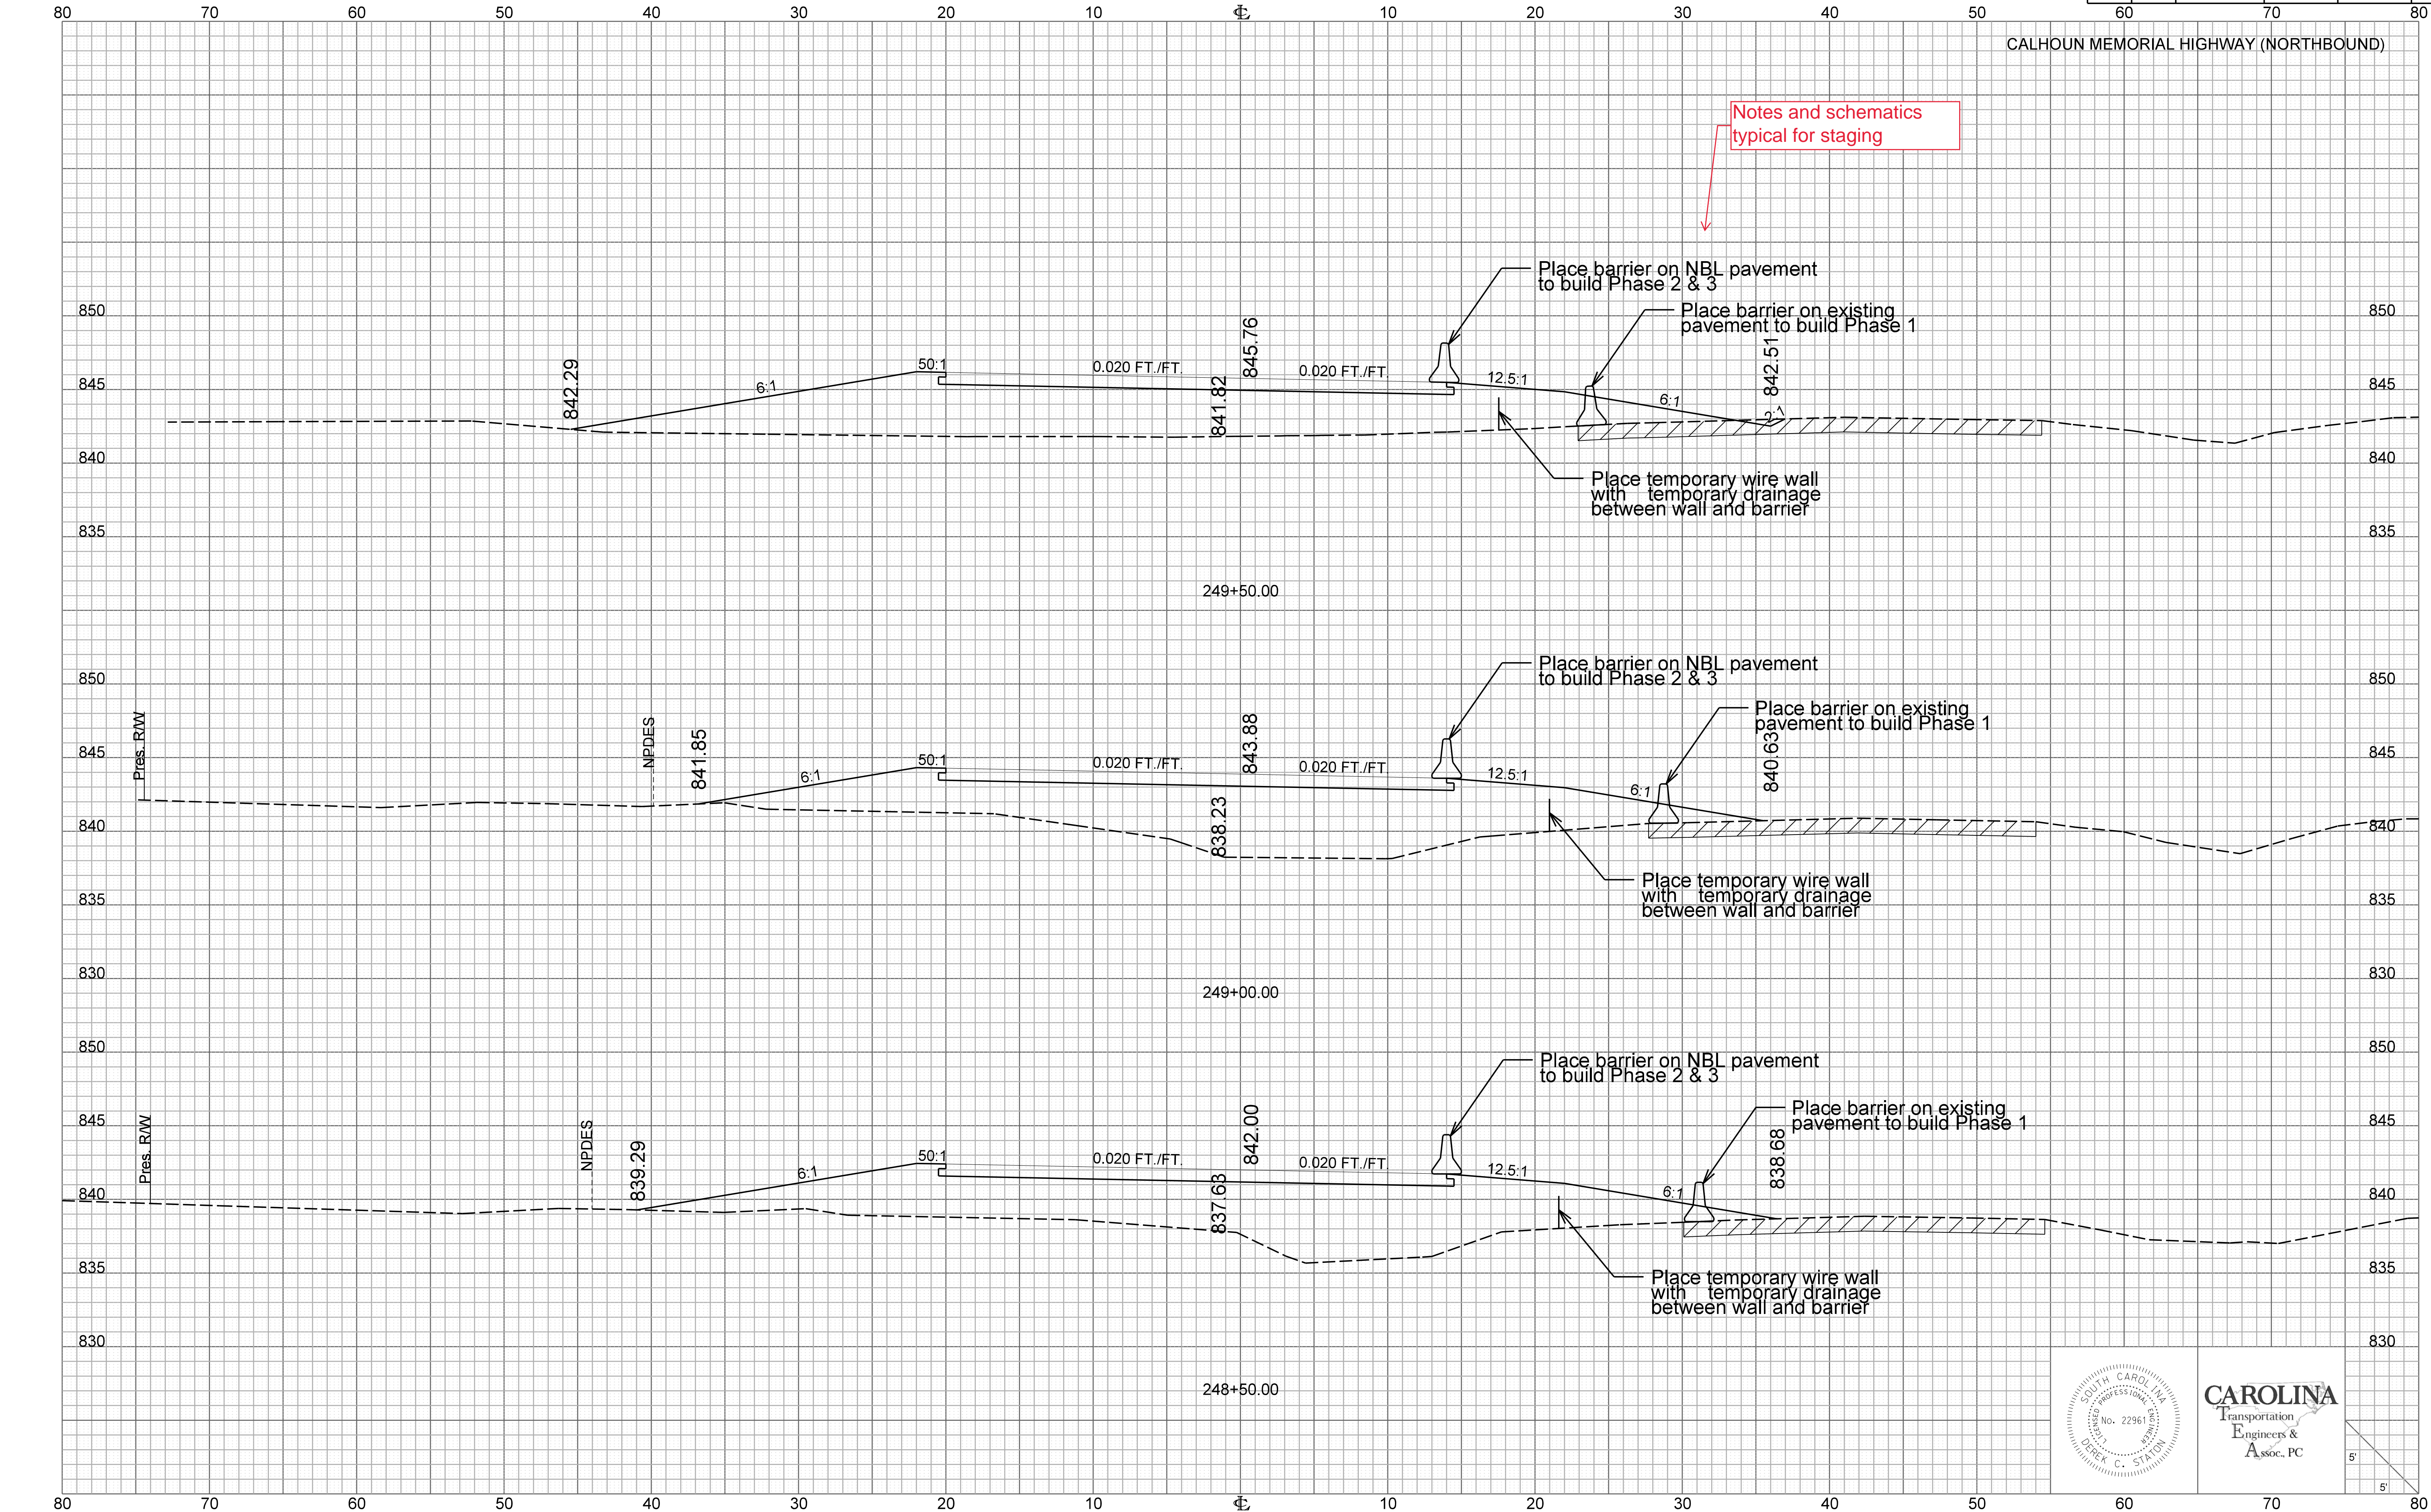 80 70 60 50 40 30 20 10 ℄ 10 20 30 40 50 60 70 80
CALHOUN MEMORIAL HIGHWAY (NORTHBOUND)
Notes and schematics
typical for staging
Place barrier on NBL pavement
to build Phase 2 & 3
Place barrier on existing
pavement to build Phase 1
850
850
845.76
842.51
842.29
50:1
0.020 FT./FT.
0.020 FT./FT.
12.5:1
845
6:1
841.82
6:1
2:1
845
840
840
Place temporary wire wall
with temporary drainage
between wall and barrier
835
835
249+50.00
Place barrier on NBL pavement
to build Phase 2 & 3
850
850
Place barrier on existing
pavement to build Phase 1
Pres. R/W
NPDES
841.85
843.88
840.63
845
50:1
0.020 FT./FT.
0.020 FT./FT.
12.5:1
845
6:1
6:1
838.23
840
840
Place temporary wire wall
with temporary drainage
between wall and barrier
835
835
830
830
249+00.00
850
850
Place barrier on NBL pavement
to build Phase 2 & 3
Place barrier on existing
pavement to build Phase 1
845
845
Pres. R/W
NPDES
839.29
842.00
838.68
50:1
0.020 FT./FT.
0.020 FT./FT.
12.5:1
6:1
837.63
6:1
840
840
835
835
Place temporary wire wall
with temporary drainage
between wall and barrier
830
830
248+50.00
SOUTH CAROLINA
LICENSED PROFESSIONAL ENGINEER
No. 22961
DEREK C. STATON
CAROLINA
Transportation
Engineers &
Assoc., PC
5'
5'
80 70 60 50 40 30 20 10 ℄ 10 20 30 40 50 60 70 80